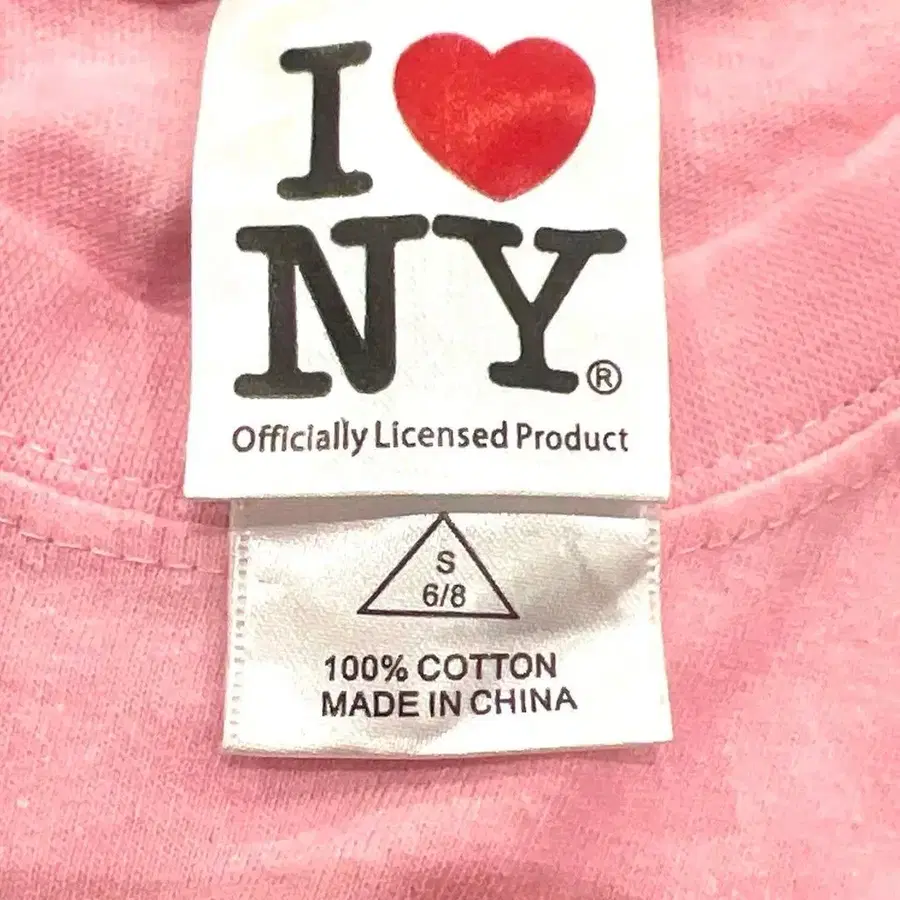 I ❤
NY®
Officially Licensed Product
S
6/8
100% COTTON
MADE IN CHINA